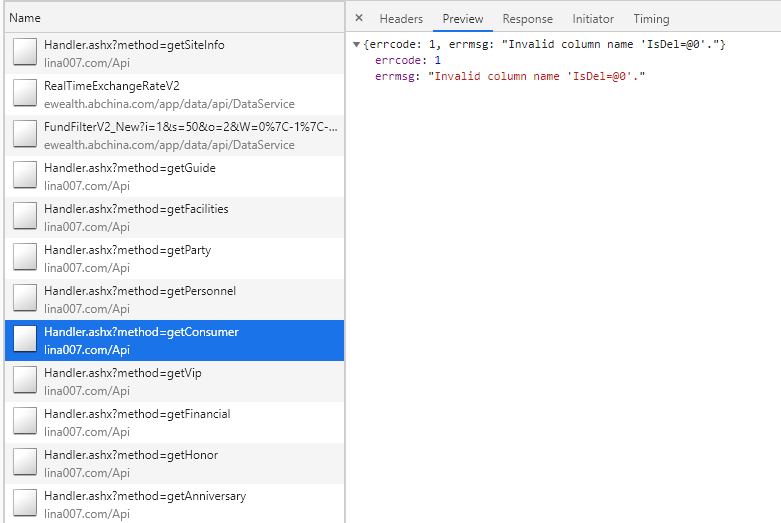 Name
Handler.ashx?method=getSiteInfo
lina007.com/Api
RealTimeExchangeRateV2
ewealth.abchina.com/app/data/api/DataService
FundFilterV2_New?i=1&s=50&o=2&W=0%7C-1%7C-...
ewealth.abchina.com/app/data/api/DataService
Handler.ashx?method=getGuide
lina007.com/Api
Handler.ashx?method=getFacilities
lina007.com/Api
Handler.ashx?method=getParty
lina007.com/Api
Handler.ashx?method=getPersonnel
lina007.com/Api
Handler.ashx?method=getConsumer
lina007.com/Api
Handler.ashx?method=getVip
lina007.com/Api
Handler.ashx?method=getFinancial
lina007.com/Api
Handler.ashx?method=getHonor
lina007.com/Api
Handler.ashx?method=getAnniversary
lina007.com/Api
× Headers Preview Response Initiator Timing
▼{errcode: 1, errmsg: "Invalid column name 'IsDel=@0'."}
errcode: 1
errmsg: "Invalid column name 'IsDel=@0'."